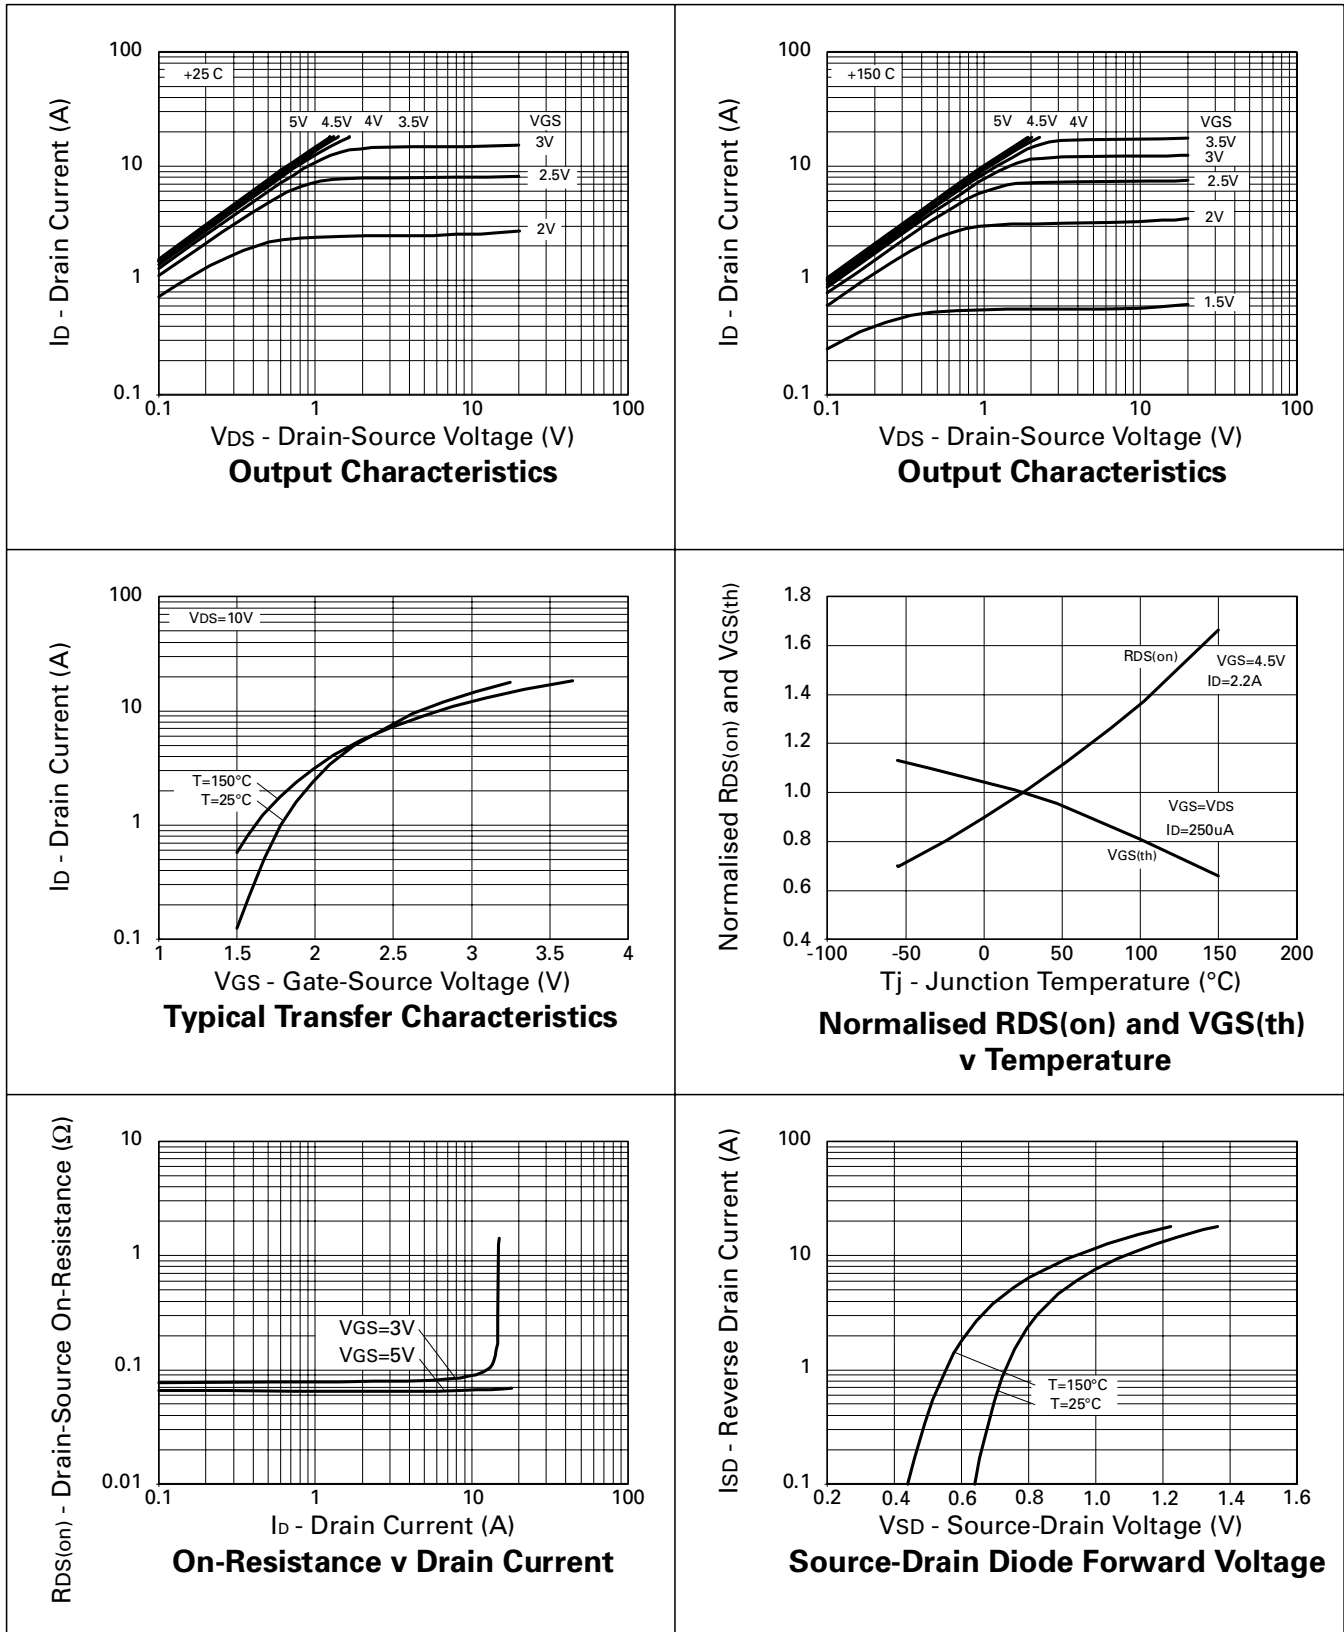 100
10
1
0.1
0.1
1
10
100
+25 C
5V 4.5V 4V 3.5V
VGS
3V
2.5V
2V
ID - Drain Current (A)
VDS - Drain-Source Voltage (V)
Output Characteristics
100
10
1
0.1
0.1
1
10
100
+150 C
5V 4.5V 4V
VGS
3.5V
3V
2.5V
2V
1.5V
ID - Drain Current (A)
VDS - Drain-Source Voltage (V)
Output Characteristics
100
10
1
0.1
1
1.5
2
2.5
3
3.5
4
VDS=10V
T=150°C
T=25°C
ID - Drain Current (A)
VGS - Gate-Source Voltage (V)
Typical Transfer Characteristics
1.8
1.6
1.4
1.2
1.0
0.8
0.6
0.4
-100
-50
0
50
100
150
200
RDS(on)
VGS=4.5V
ID=2.2A
VGS=VDS
ID=250uA
VGS(th)
Normalised RDS(on) and VGS(th)
Tj - Junction Temperature (°C)
Normalised RDS(on) and VGS(th)
v Temperature
10
1
0.1
0.01
0.1
1
10
100
VGS=3V
VGS=5V
RDS(on) - Drain-Source On-Resistance (Ω)
ID - Drain Current (A)
On-Resistance v Drain Current
100
10
1
0.1
0.2
0.4
0.6
0.8
1.0
1.2
1.4
1.6
T=150°C
T=25°C
ISD - Reverse Drain Current (A)
VSD - Source-Drain Voltage (V)
Source-Drain Diode Forward Voltage